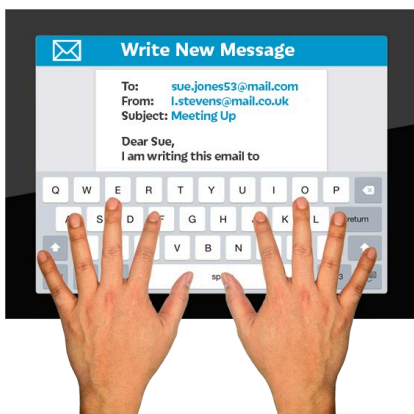 Write New Message
To: sue.jones53@mail.com
From: l.stevens@mail.co.uk
Subject: Meeting Up
Dear Sue,
I am writing this email to
Q W E R T Y U I O P
A S D F G H K L return
V B N